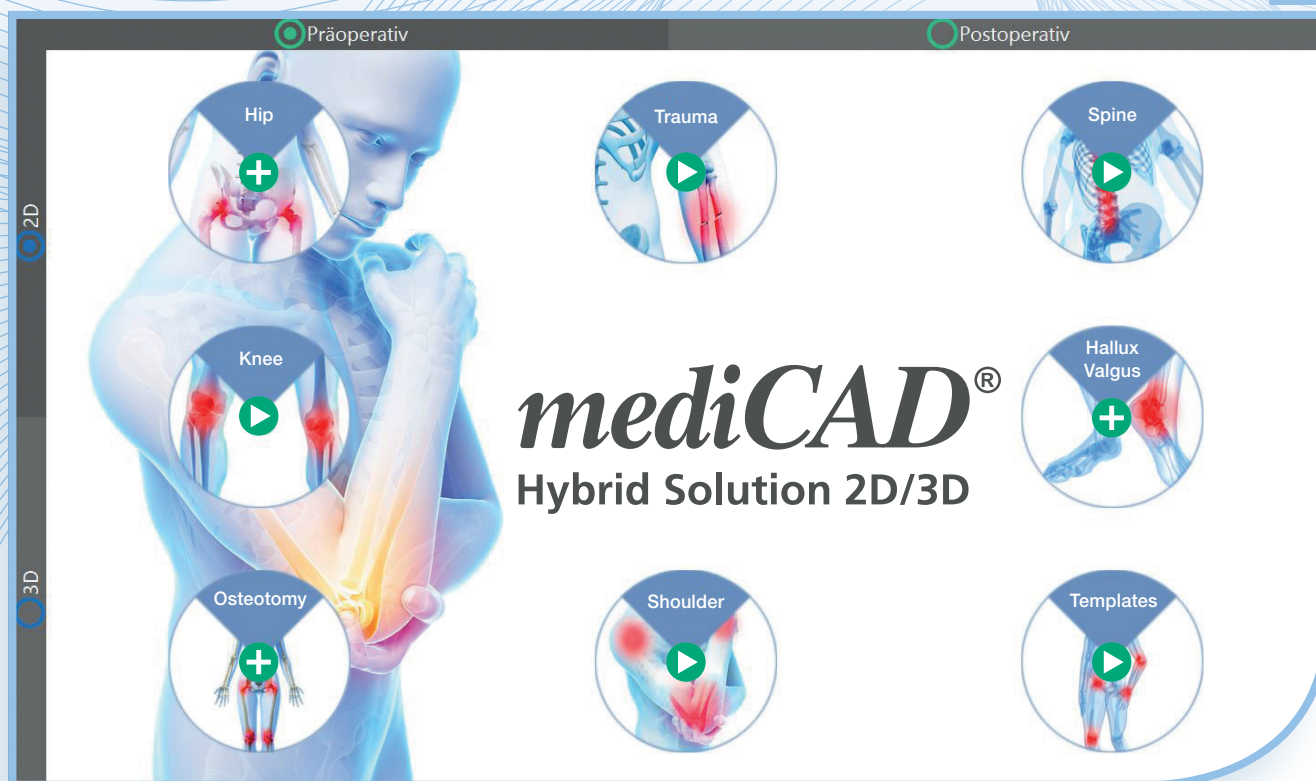 Präoperativ
Postoperativ
2D
3D
Hip
Trauma
Spine
Knee
Hallux
Valgus
mediCAD®
Hybrid Solution 2D/3D
Osteotomy
Shoulder
Templates